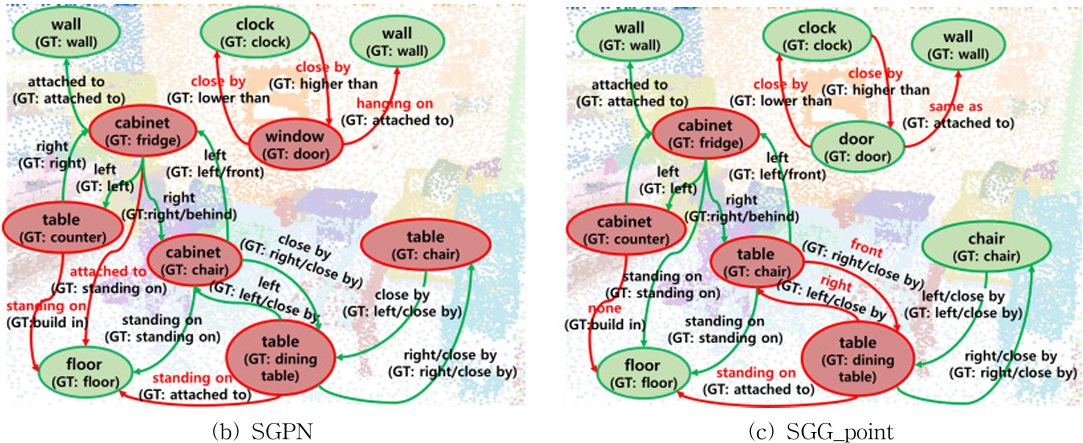 wall
(GT: wall)
clock
(GT: clock)
wall
(GT: wall)
attached to
(GT: attached to)
close by
(GT: lower than
close by
(GT: higher than
hanging on
(GT: attached to)
cabinet
(GT: fridge)
window
(GT: door)
right
(GT: right)
left
(GT: left)
left
(GT: left/front)
right
(GT:right/behind)
table
(GT: counter)
cabinet
(GT: chair)
close by
(GT: right/close by)
table
(GT: chair)
attached to
(GT: standing on)
left
(GT: left/close by
close by
(GT: left/close by)
standing on
(GT:build in)
standing on
(GT: standing on)
table
(GT: dining
table)
right/close by
(GT: right/close by)
floor
(GT: floor)
standing on
(GT: attached to)
(b) SGPN
wall
(GT: wall)
clock
(GT: clock)
wall
(GT: wall)
attached to
(GT: attached to)
close by
(GT: lower than
close by
(GT: higher than
same as
(GT: attached to)
cabinet
(GT: fridge)
door
(GT: door)
right
(GT: right)
left
(GT: left)
left
(GT: left/front)
right
(GT:right/behind)
cabinet
(GT: counter)
table
(GT: chair)
front
(GT: right/close by)
chair
(GT: chair)
standing on
(GT: standing on)
right
(GT: left/close by
left/close by
(GT: left/close by)
none
(GT:build in)
standing on
(GT: standing on)
table
(GT: dining
table)
right/close by
(GT: right/close by)
floor
(GT: floor)
standing on
(GT: attached to)
(c) SGG_point